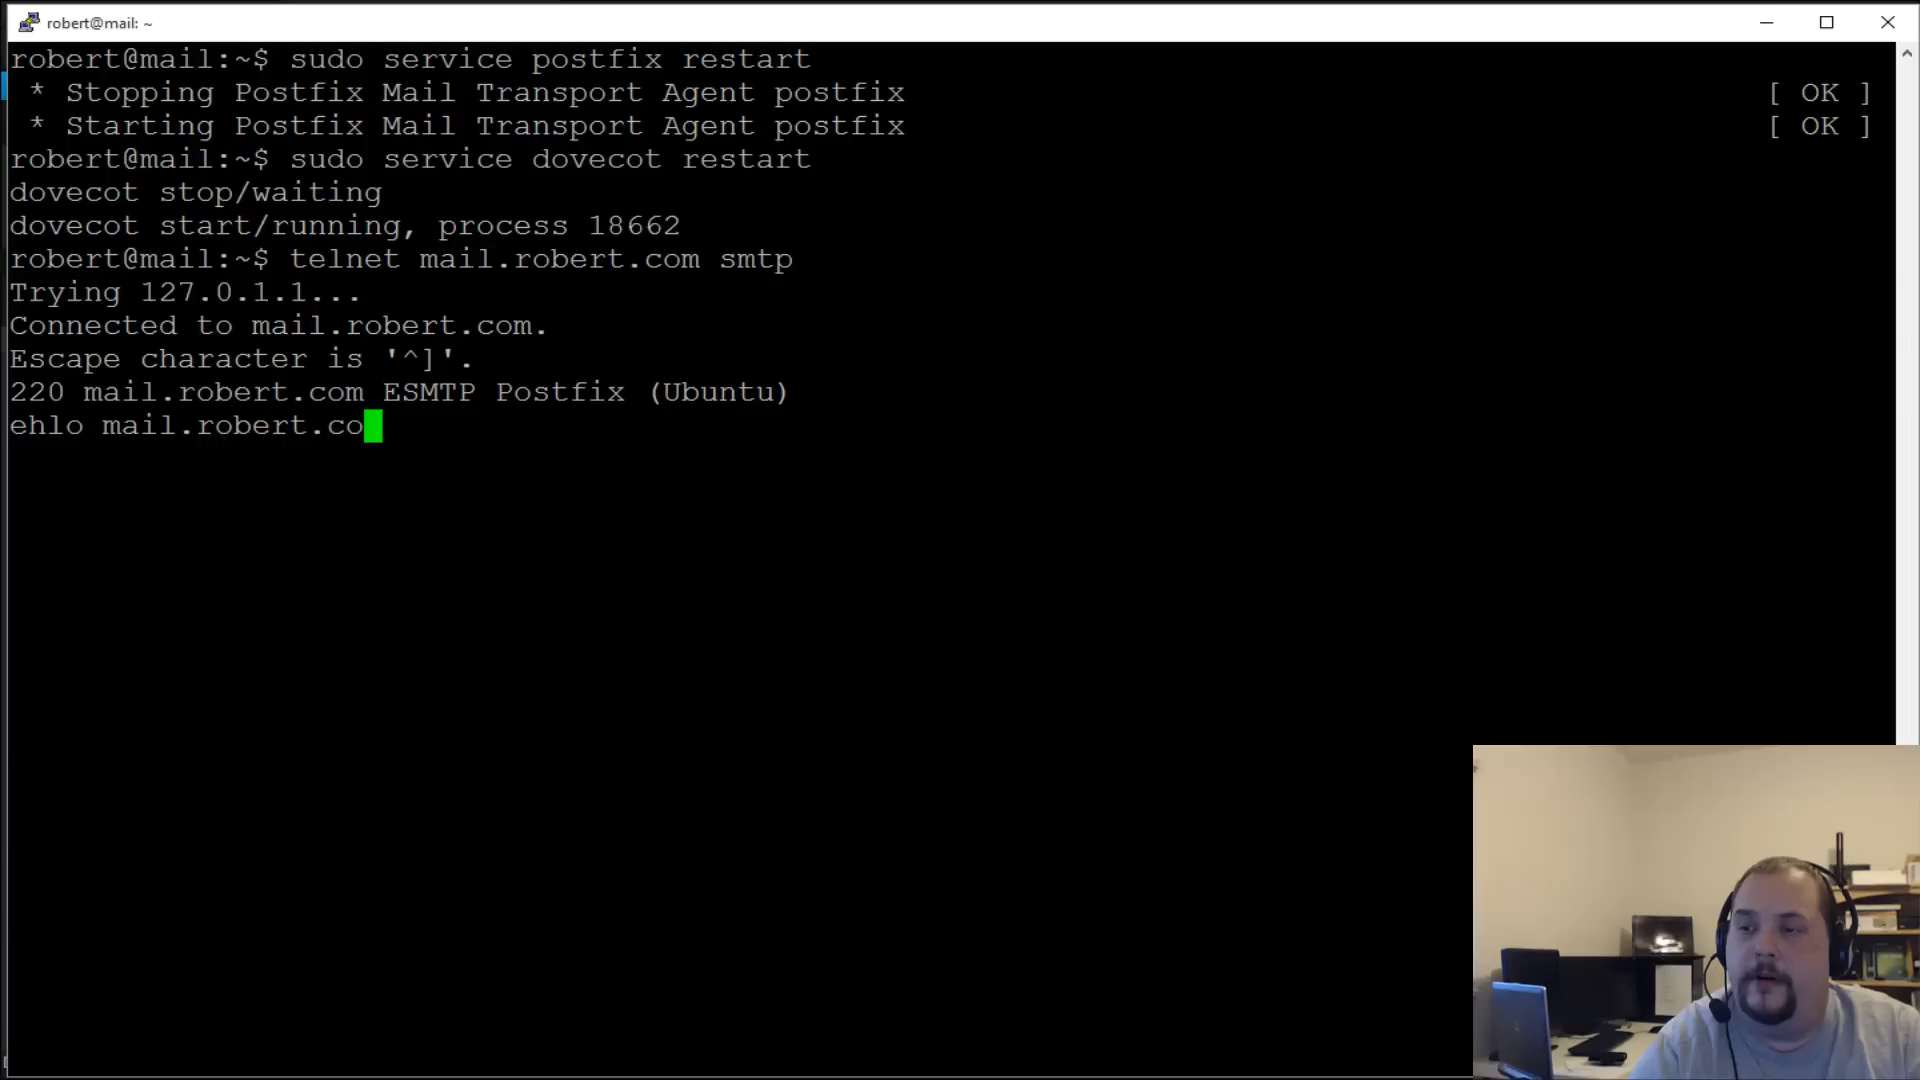 robert@mail: ~
robert@mail:~$ sudo service postfix restart
* Stopping Postfix Mail Transport Agent postfix [ OK ]
* Starting Postfix Mail Transport Agent postfix [ OK ]
robert@mail:~$ sudo service dovecot restart
dovecot stop/waiting
dovecot start/running, process 18662
robert@mail:~$ telnet mail.robert.com smtp
Trying 127.0.1.1...
Connected to mail.robert.com.
Escape character is '^]'.
220 mail.robert.com ESMTP Postfix (Ubuntu)
ehlo mail.robert.co